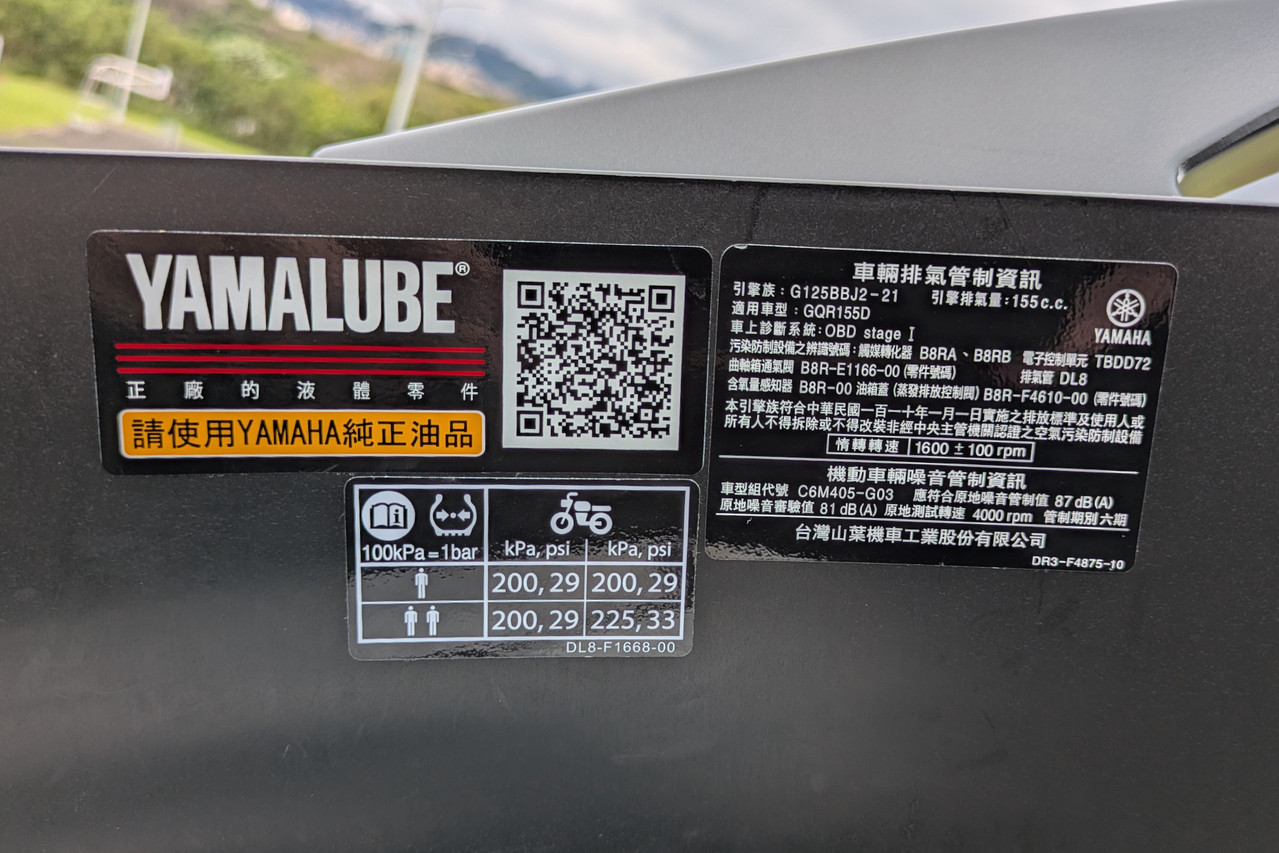 YAMALUBE®
正廠的液體零件
請使用YAMAHA純正油品
車輛排氣管制資訊
引擎族：G125BBJ2-21 引擎排氣量：155c.c.
適用車型：GQR155D
車上診斷系統：OBD stage I
YAMAHA
污染防制設備之辨識號碼：觸媒轉化器 B8RA、B8RB 電子控制單元 TBDD72
曲軸箱通氣閥 B8R-E1166-00 (零件號碼) 排氣管 DL8
含氧量感知器 B8R-00 油箱蓋 (蒸發排放控制閥) B8R-F4610-00 (零件號碼)
本引擎族符合中華民國一百一十年一月一日實施之排放標準及使用人或
所有人不得拆除或不得改裝非經中央主管機關認證之空氣污染防制設備
惰轉轉速 1600 ± 100 rpm
機動車輛噪音管制資訊
車型組代號 C6M405-G03 應符合原地噪音管制值 87dB(A)
原地噪音審驗值 81dB(A) 原地測試轉速 4000rpm 管制期別六期
台灣山葉機車工業股份有限公司
DR3-F4875-10
100kPa=1bar kPa, psi kPa, psi
200, 29 200, 29
200, 29 225, 33
DL8-F1668-00